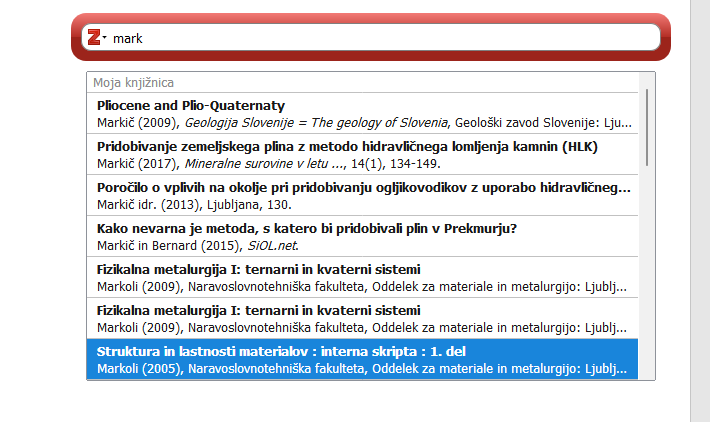 Z mark
Moja knjižnica
Pliocene and Plio-Quaternaty
Markič (2009), Geologija Slovenije = The geology of Slovenia, Geološki zavod Slovenije: Lju...
Pridobivanje zemeljskega plina z metodo hidravličnega lomljenja kamnin (HLK)
Markič (2017), Mineralne surovine v letu ..., 14(1), 134-149.
Poročilo o vplivih na okolje pri pridobivanju ogljikovodikov z uporabo hidravličneg...
Markič idr. (2013), Ljubljana, 130.
Kako nevarna je metoda, s katero bi pridobivali plin v Prekmurju?
Markič in Bernard (2015), SiOL.net.
Fizikalna metalurgija I: ternarni in kvaterni sistemi
Markoli (2009), Naravoslovnotehniška fakulteta, Oddelek za materiale in metalurgijo: Ljublj...
Fizikalna metalurgija I: ternarni in kvaterni sistemi
Markoli (2009), Naravoslovnotehniška fakulteta, Oddelek za materiale in metalurgijo: Ljublj...
Struktura in lastnosti materialov : interna skripta : 1. del
Markoli (2005), Naravoslovnotehniška fakulteta, Oddelek za materiale in metalurgijo: Ljublj...